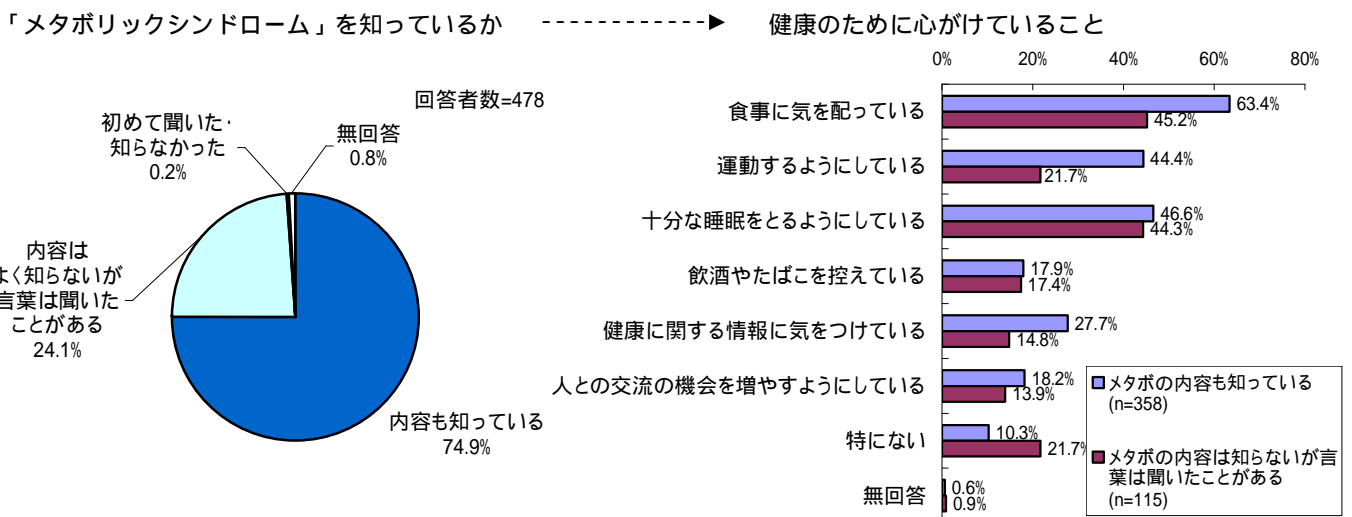 「メタボリックシンドローム」を知っているか
健康のために心がけていること
回答者数=478
初めて聞いた・
知らなかった
0.2%
無回答
0.8%
内容は
よく知らないが
言葉は聞いた
ことがある
24.1%
内容も知っている
74.9%
0%
20%
40%
60%
80%
食事に気を配っている
63.4%
45.2%
運動するようにしている
44.4%
21.7%
十分な睡眠をとるようにしている
46.6%
44.3%
飲酒やたばこを控えている
17.9%
17.4%
健康に関する情報に気をつけている
27.7%
14.8%
人との交流の機会を増やすようにしている
18.2%
13.9%
特にない
10.3%
21.7%
無回答
0.6%
0.9%
メタボの内容も知っている
(n=358)
メタボの内容は知らないが言
葉は聞いたことがある
(n=115)